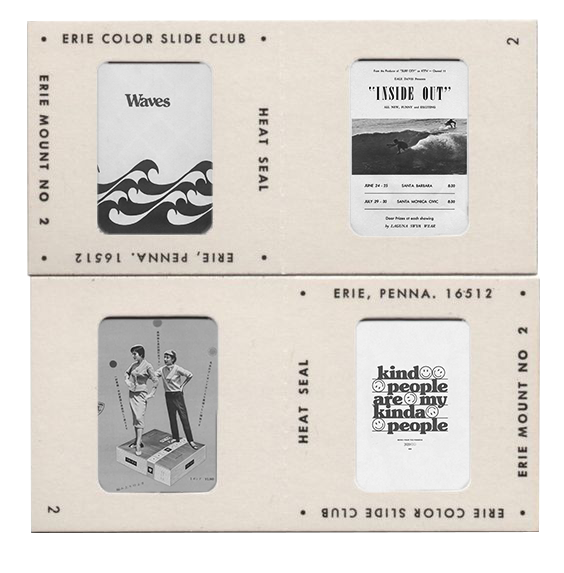 • ERIE COLOR SLIDE CLUB •
ERIE MOUNT NO 2
HEAT SEAL
• ERIE, PENNA. 16512 •
Waves
2
"INSIDE OUT"
ALL NEW, FUNNY and EXCITING
JUNE 24 - 25 SANTA BARBARA 8:30
JULY 29 - 30 SANTA MONICA CIVIC 8:30
Door Prizes at each showing
by LAGUNA SWIM WEAR
2
• ERIE, PENNA. 16512 •
HEAT SEAL
ERIE MOUNT NO 2
• ERIE COLOR SLIDE CLUB •
kind
people
are my
kinda
people